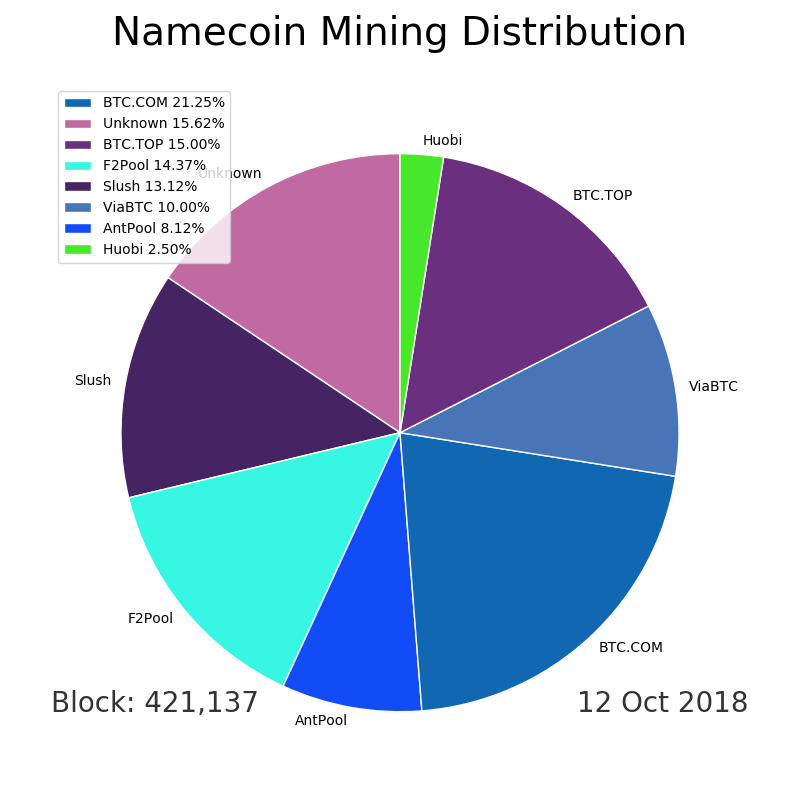 Namecoin Mining Distribution
BTC.COM 21.25%
Unknown 15.62%
BTC.TOP 15.00%
F2Pool 14.37%
Slush 13.12%
ViaBTC 10.00%
AntPool 8.12%
Huobi 2.50%
Huobi
Unknown
BTC.TOP
Slush
ViaBTC
F2Pool
BTC.COM
AntPool
Block: 421,137
12 Oct 2018